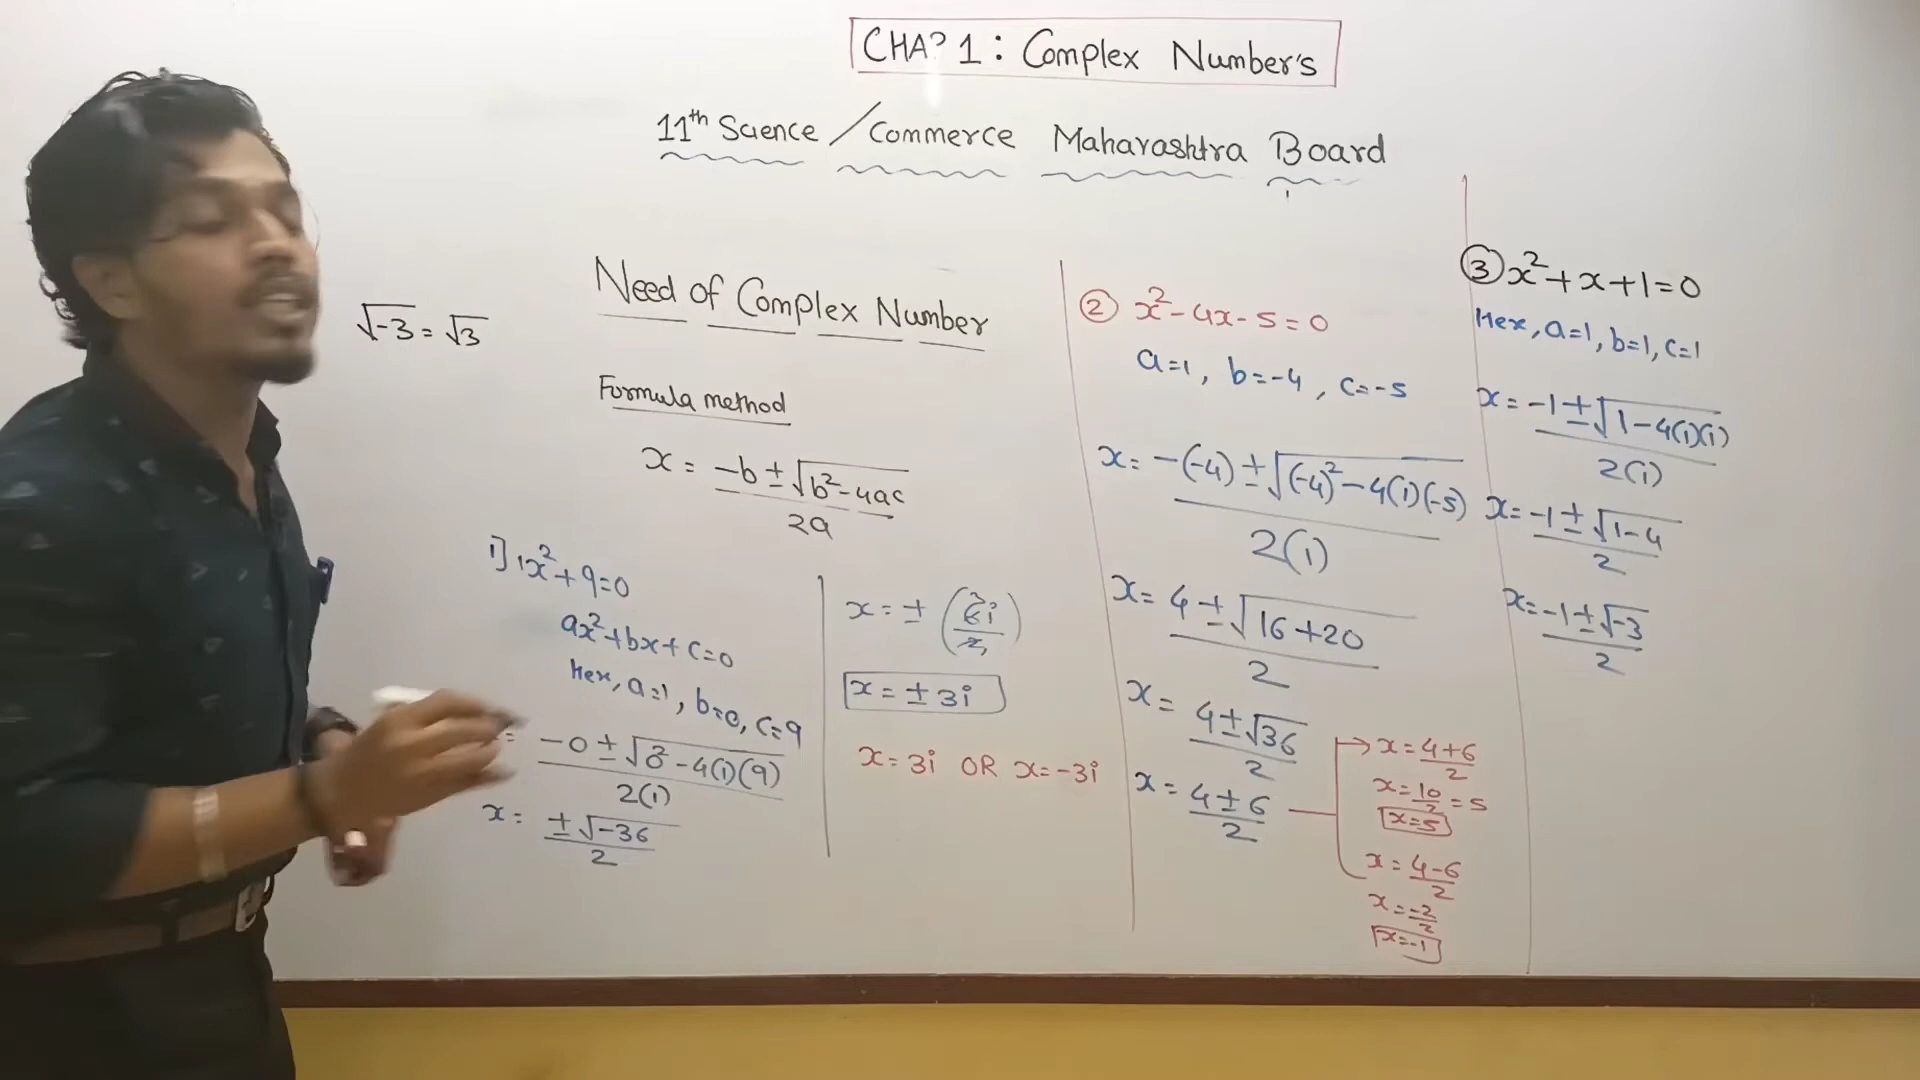 CHAP 1 : Complex Number's
11th Science / Commerce Maharashtra Board
√-3 = √3
Need of Complex Number
Formula method
x = (-b ± √(b² - 4ac)) / 2a
1] 1x² + 9 = 0
ax² + bx + c = 0
Her, a=1, b=0, c=9
= (-0 ± √(0² - 4(1)(9))) / 2(1)
x = ±√-36 / 2
x = ± (6i / 2) 3
x = ± 3i
x = 3i OR x = -3i
② x² - 4x - 5 = 0
a=1, b=-4, c=-5
x = (-(-4) ± √((-4)² - 4(1)(-5))) / 2(1)
x = (4 ± √(16+20)) / 2
x = (4 ± √36) / 2
x = (4 ± 6) / 2
x = (4+6) / 2
x = 10/2 = 5
x=5
x = (4-6) / 2
x = -2/2
x=-1
③ x² + x + 1 = 0
Her, a=1, b=1, c=1
x = (-1 ± √(1 - 4(1)(1))) / 2(1)
x = (-1 ± √(1-4)) / 2
x = (-1 ± √-3) / 2